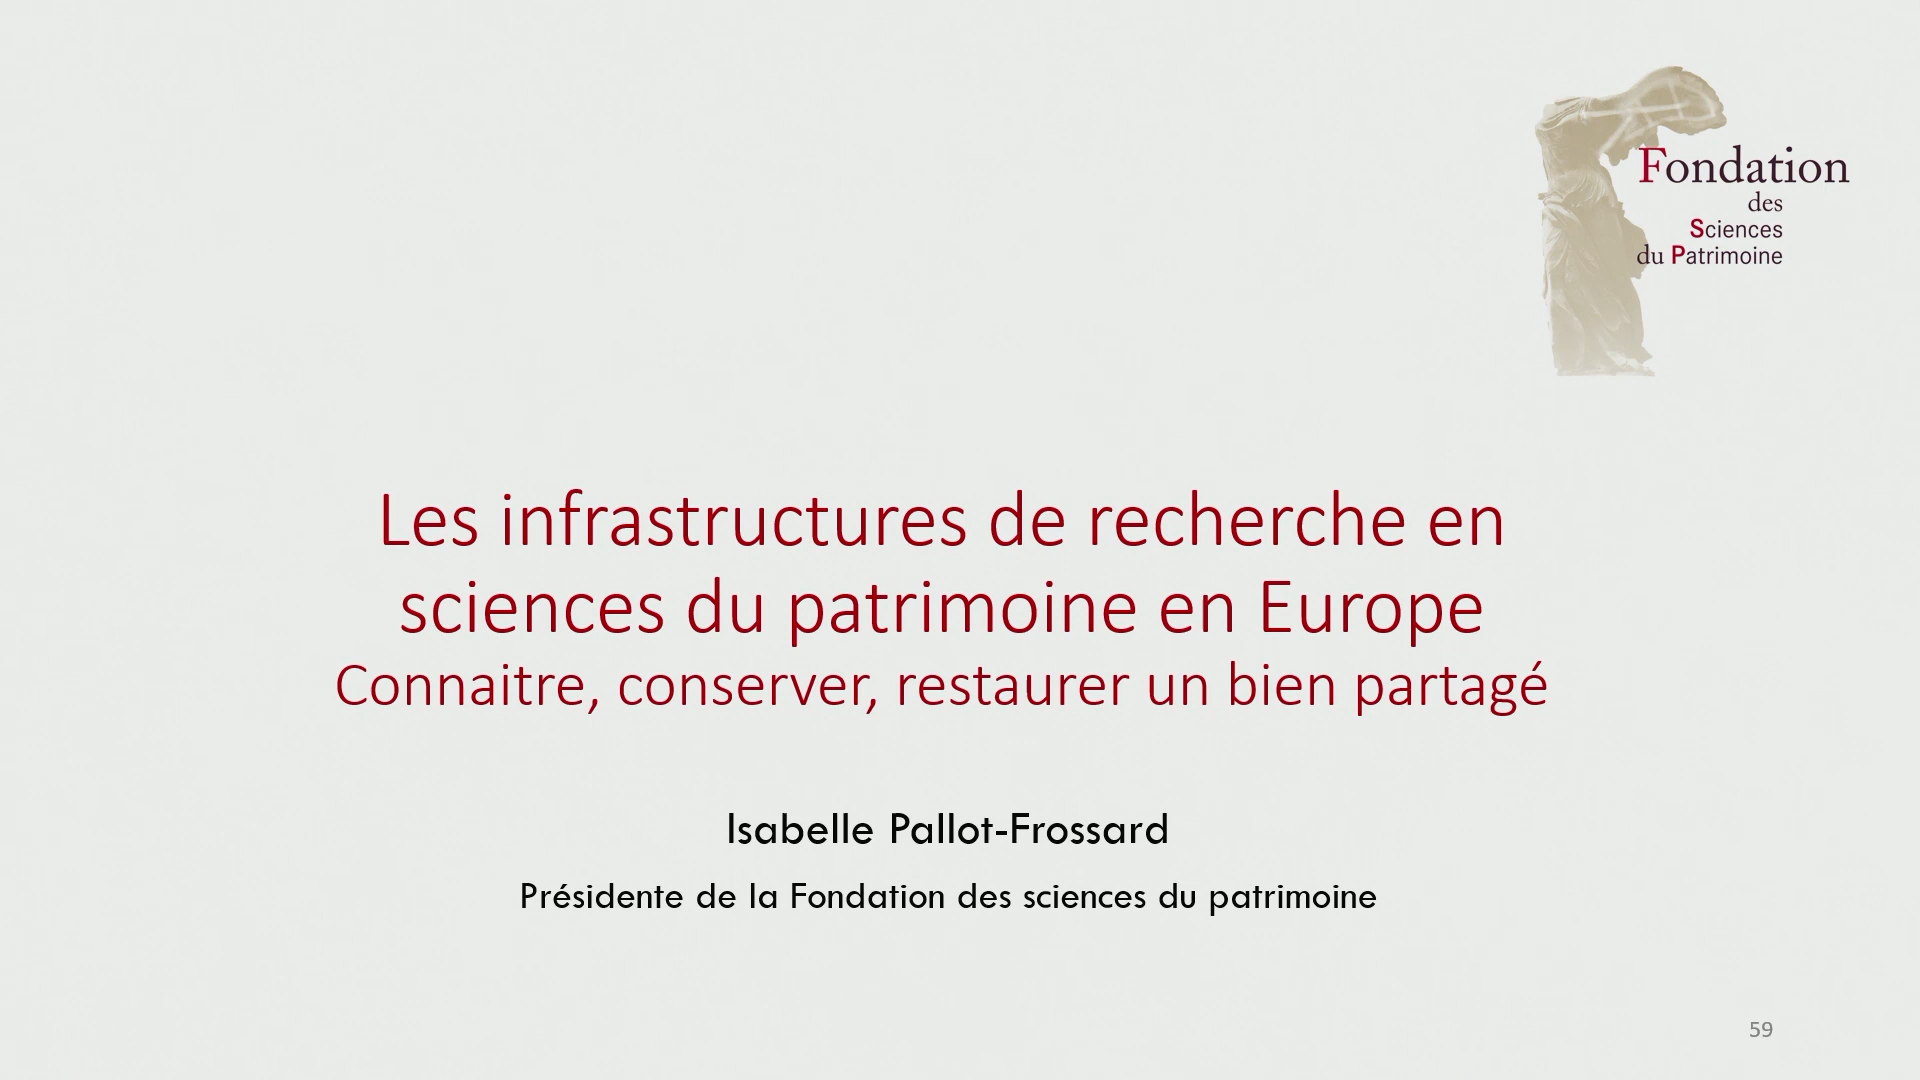 Fondation
des
Sciences
du Patrimoine
Les infrastructures de recherche en
sciences du patrimoine en Europe
Connaitre, conserver, restaurer un bien partagé
Isabelle Pallot-Frossard
Présidente de la Fondation des sciences du patrimoine
59